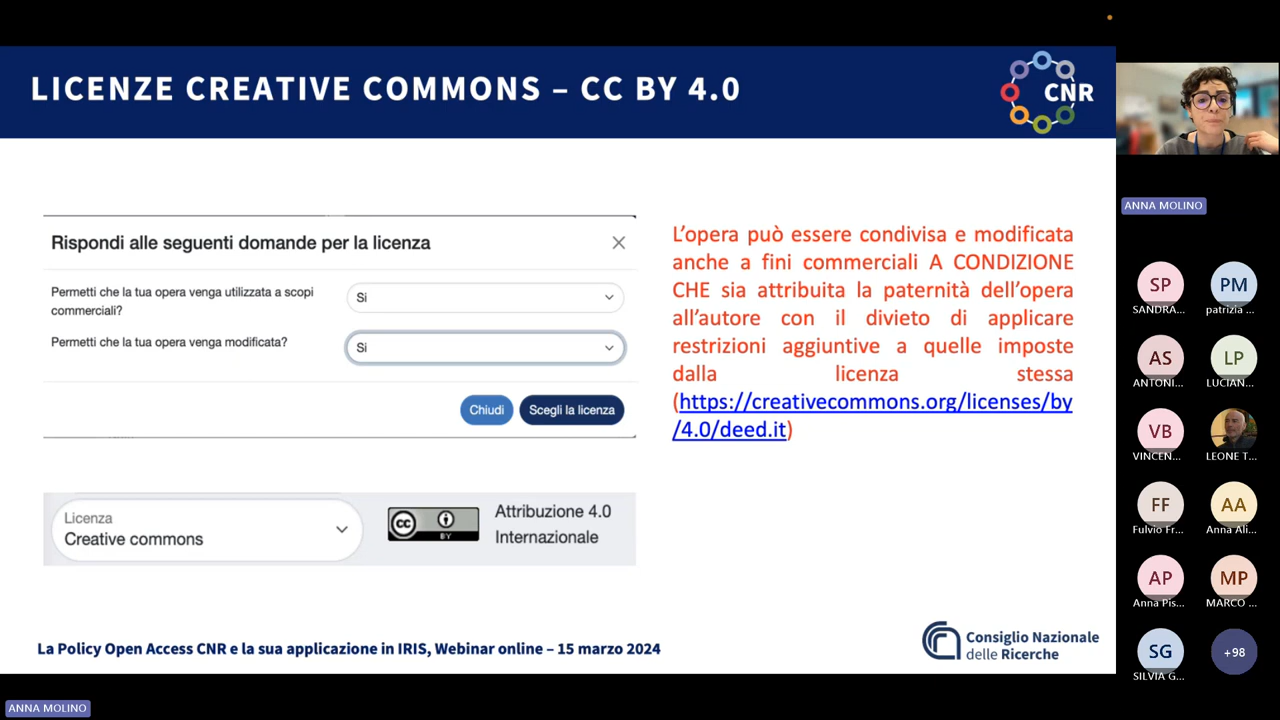 LICENZE CREATIVE COMMONS – CC BY 4.0
CNR
Rispondi alle seguenti domande per la licenza
Permetti che la tua opera venga utilizzata a scopi
commerciali?
Si
Permetti che la tua opera venga modificata?
Si
Chiudi
Scegli la licenza
Licenza
Creative commons
CC
BY
Attribuzione 4.0
Internazionale
L’opera può essere condivisa e modificata
anche a fini commerciali A CONDIZIONE
CHE sia attribuita la paternità dell’opera
all’autore con il divieto di applicare
restrizioni aggiuntive a quelle imposte
dalla licenza stessa
(https://creativecommons.org/licenses/by
/4.0/deed.it)
La Policy Open Access CNR e la sua applicazione in IRIS, Webinar online – 15 marzo 2024
Consiglio Nazionale
delle Ricerche
ANNA MOLINO
SP
SANDRA...
PM
patrizia ...
AS
ANTONI...
LP
LUCIAN...
VB
VINCEN...
LEONE T...
FF
Fulvio Fr...
AA
Anna Ali...
AP
Anna Pis...
MP
MARCO ...
SG
SILVIA G...
+98
ANNA MOLINO